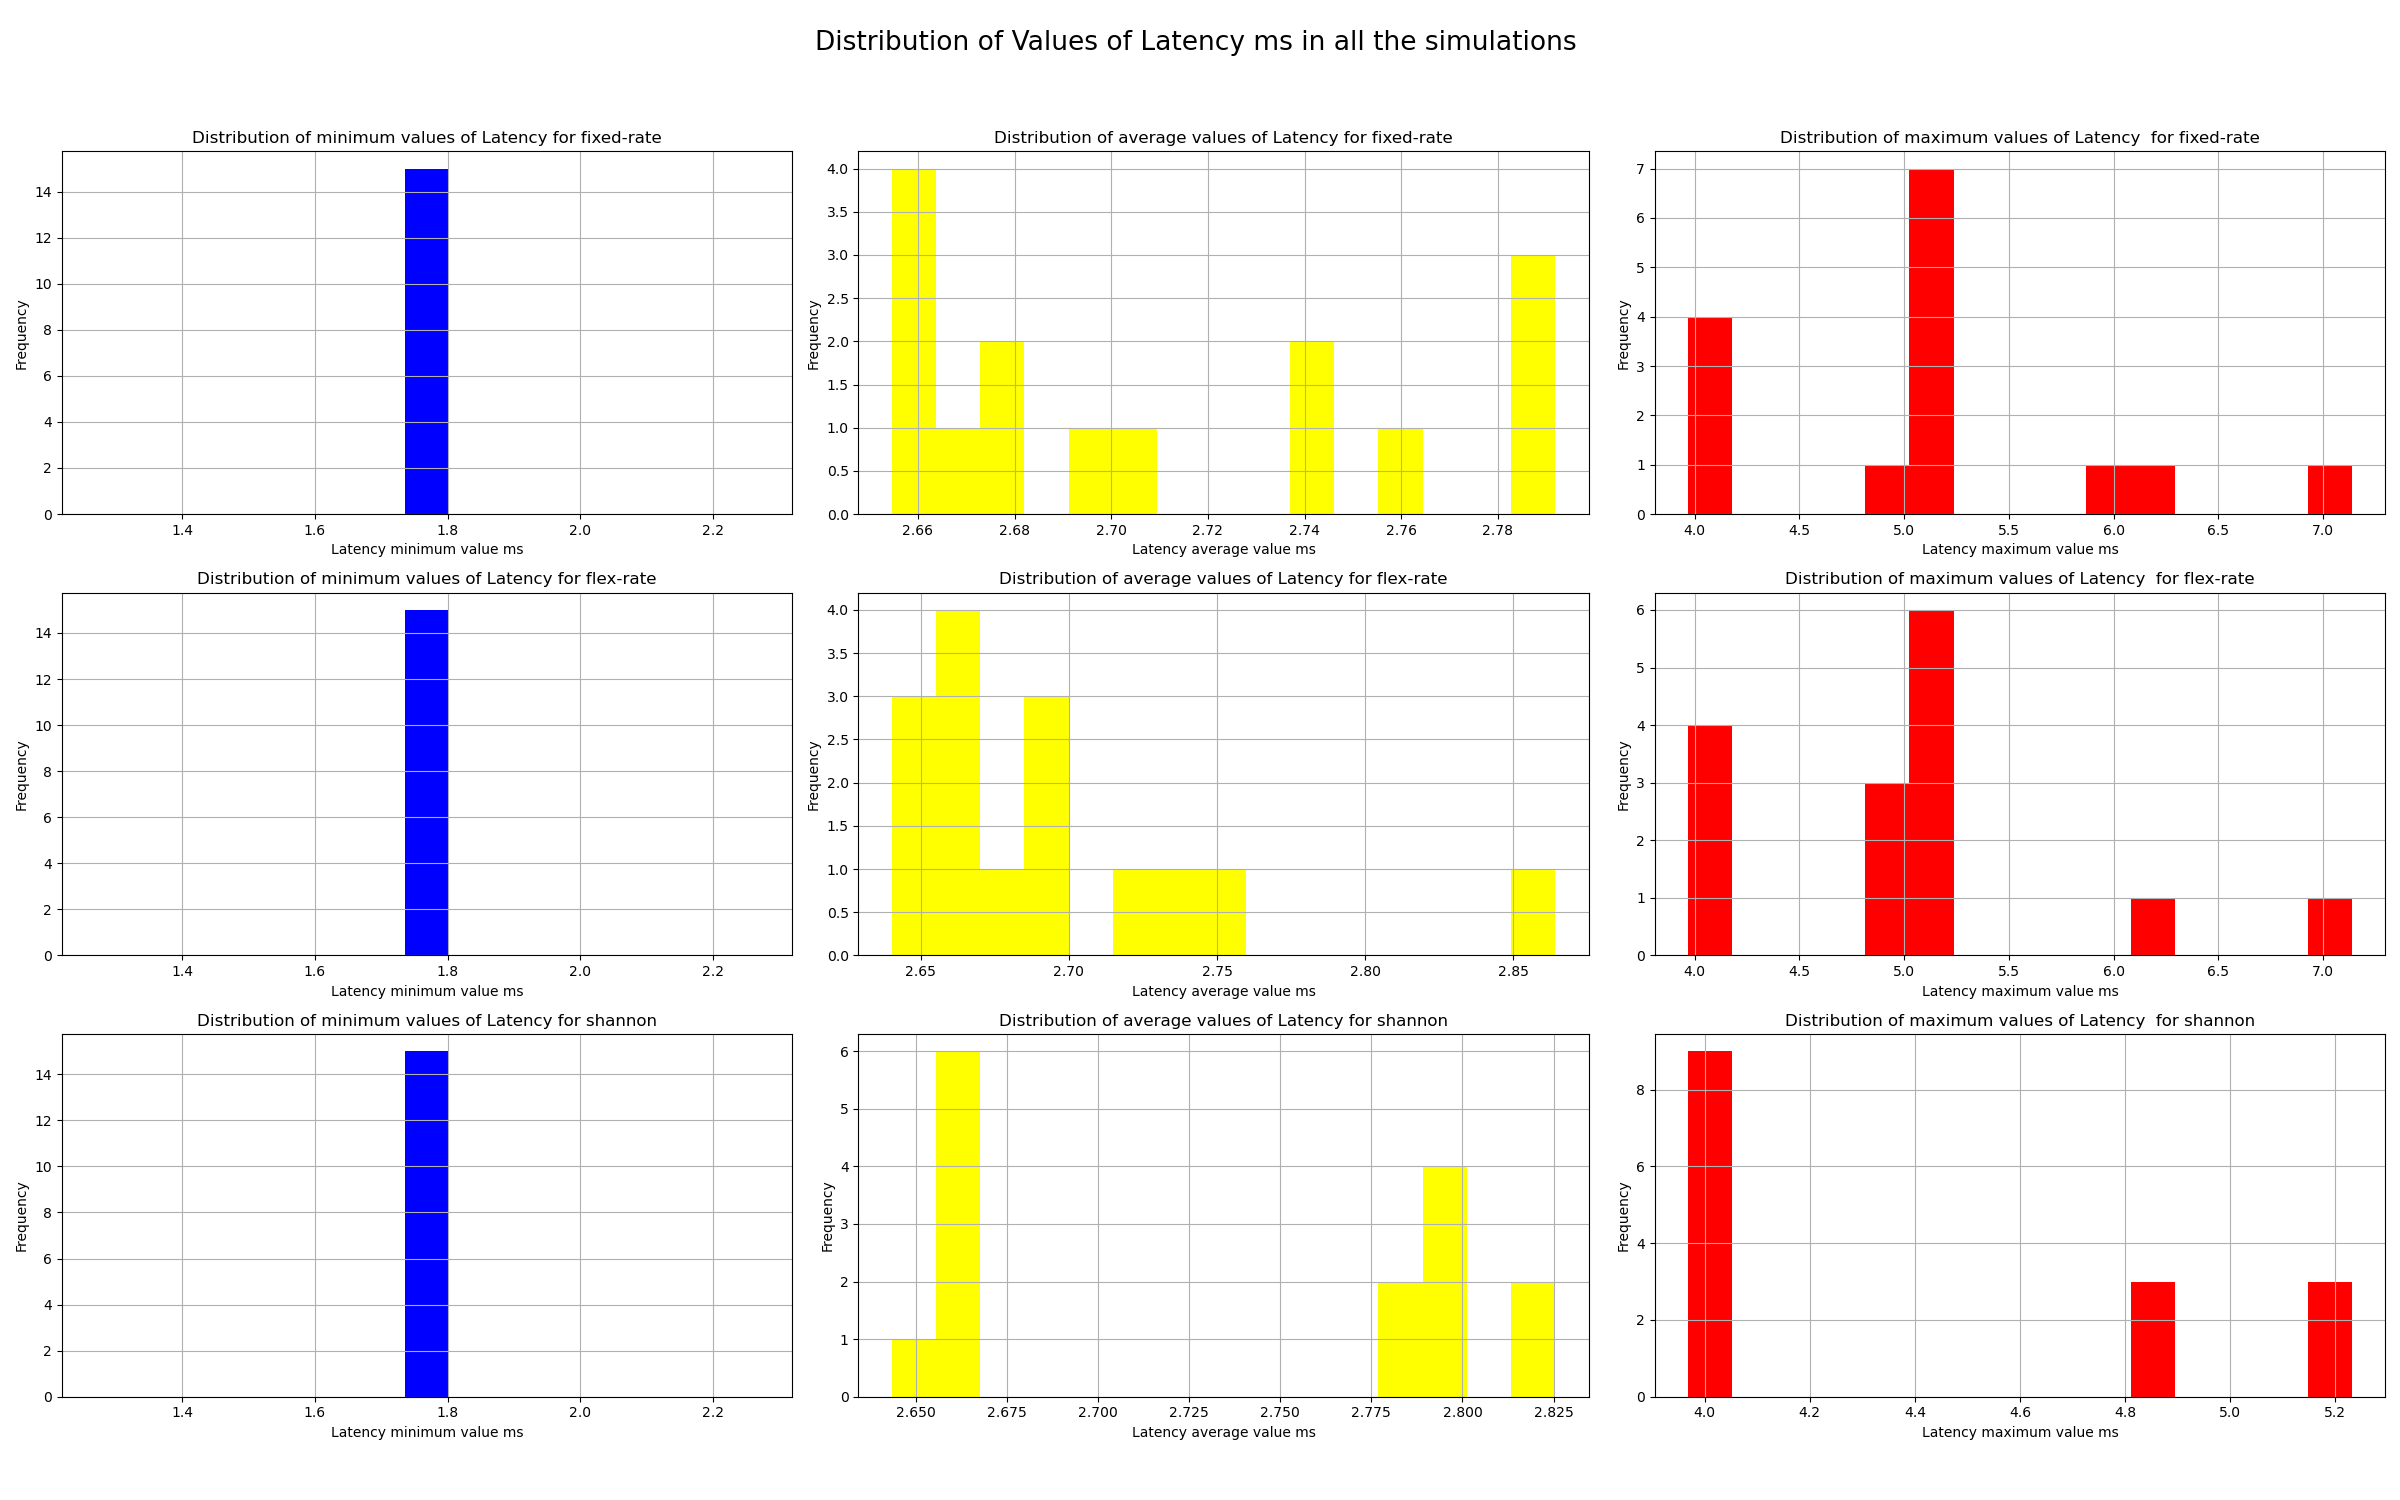 Distribution of Values of Latency ms in all the simulations
Distribution of minimum values of Latency for fixed-rate
Frequency
14
12
10
8
6
4
2
0
1.4 1.6 1.8 2.0 2.2
Latency minimum value ms
Distribution of average values of Latency for fixed-rate
Frequency
4.0
3.5
3.0
2.5
2.0
1.5
1.0
0.5
0.0
2.66 2.68 2.70 2.72 2.74 2.76 2.78
Latency average value ms
Distribution of maximum values of Latency  for fixed-rate
Frequency
7
6
5
4
3
2
1
0
4.0 4.5 5.0 5.5 6.0 6.5 7.0
Latency maximum value ms
Distribution of minimum values of Latency for flex-rate
Frequency
14
12
10
8
6
4
2
0
1.4 1.6 1.8 2.0 2.2
Latency minimum value ms
Distribution of average values of Latency for flex-rate
Frequency
4.0
3.5
3.0
2.5
2.0
1.5
1.0
0.5
0.0
2.65 2.70 2.75 2.80 2.85
Latency average value ms
Distribution of maximum values of Latency  for flex-rate
Frequency
6
5
4
3
2
1
0
4.0 4.5 5.0 5.5 6.0 6.5 7.0
Latency maximum value ms
Distribution of minimum values of Latency for shannon
Frequency
14
12
10
8
6
4
2
0
1.4 1.6 1.8 2.0 2.2
Latency minimum value ms
Distribution of average values of Latency for shannon
Frequency
6
5
4
3
2
1
0
2.650 2.675 2.700 2.725 2.750 2.775 2.800 2.825
Latency average value ms
Distribution of maximum values of Latency  for shannon
Frequency
8
6
4
2
0
4.0 4.2 4.4 4.6 4.8 5.0 5.2
Latency maximum value ms